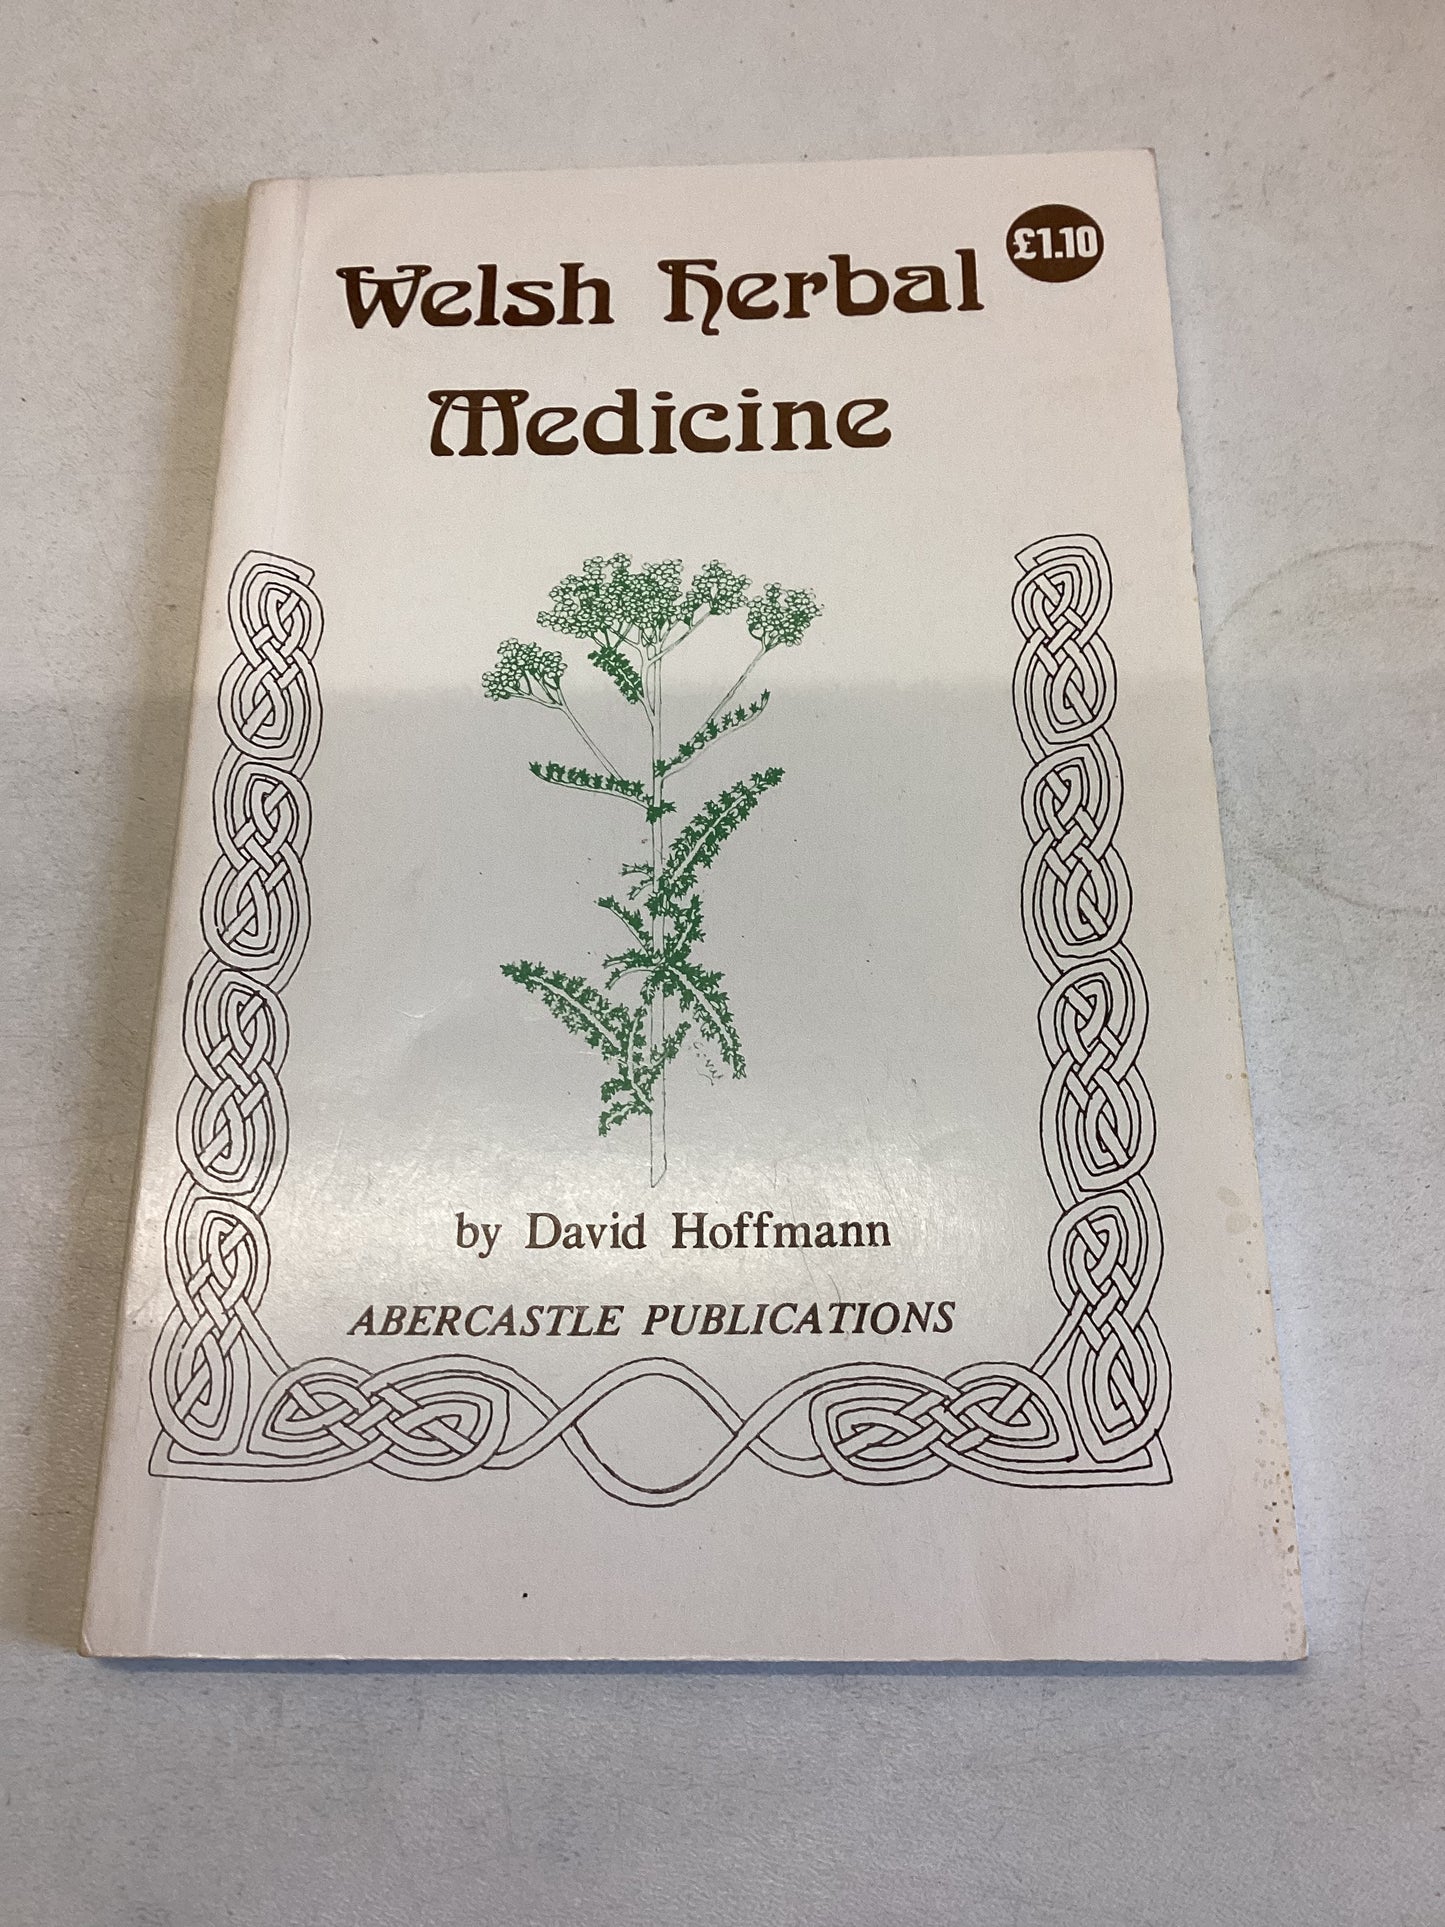 Welsh Herbal
£1.10
Medicine
by David Hoffmann
ABERCASTLE PUBLICATIONS